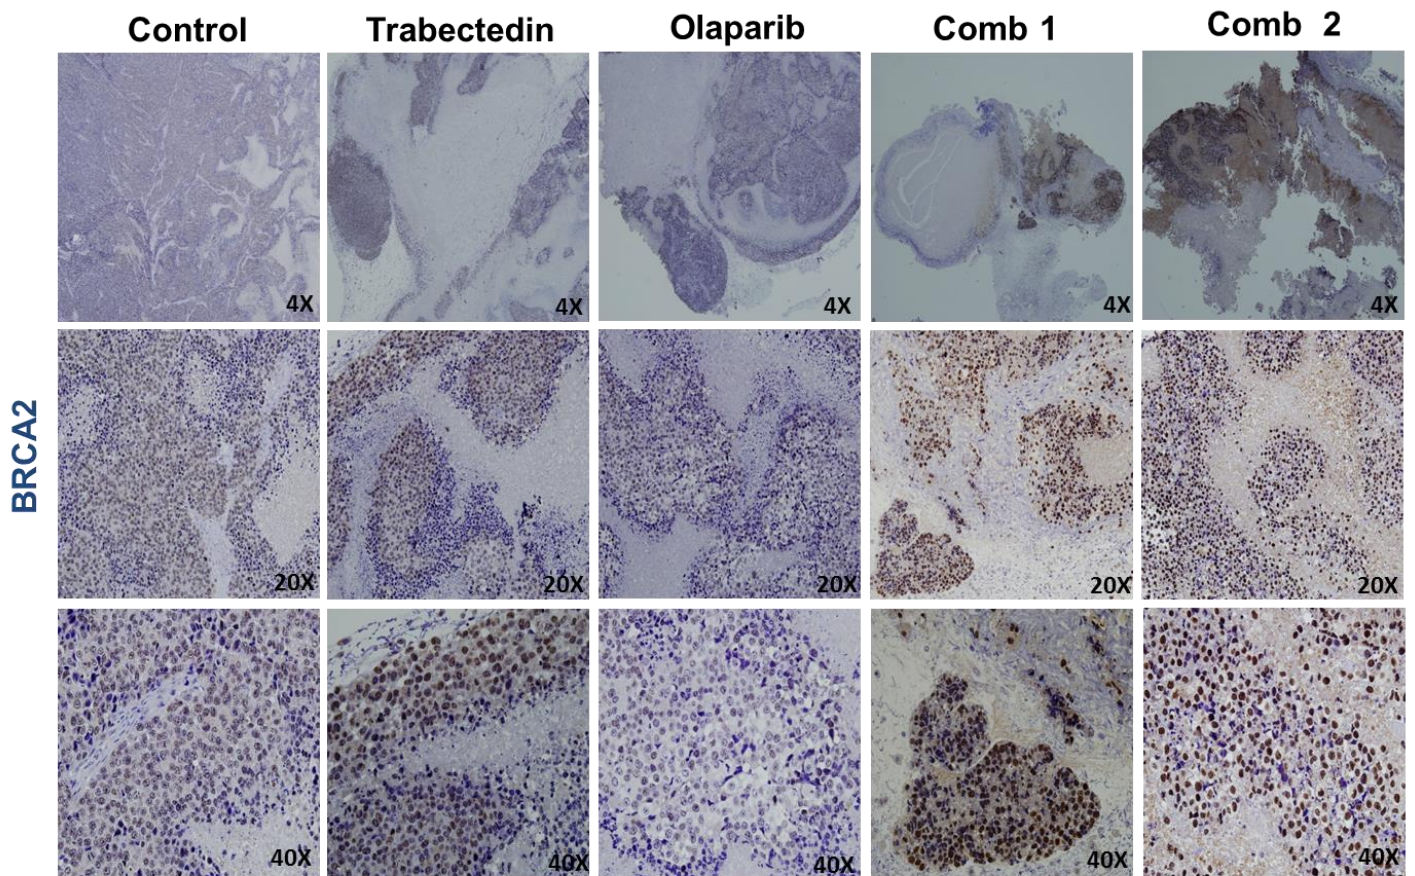 Control Trabectedin Olaparib Comb 1 Comb 2
4X 4X 4X 4X 4X
BRCA2
20X 20X 20X 20X 20X
40X 40X 40X 40X 40X